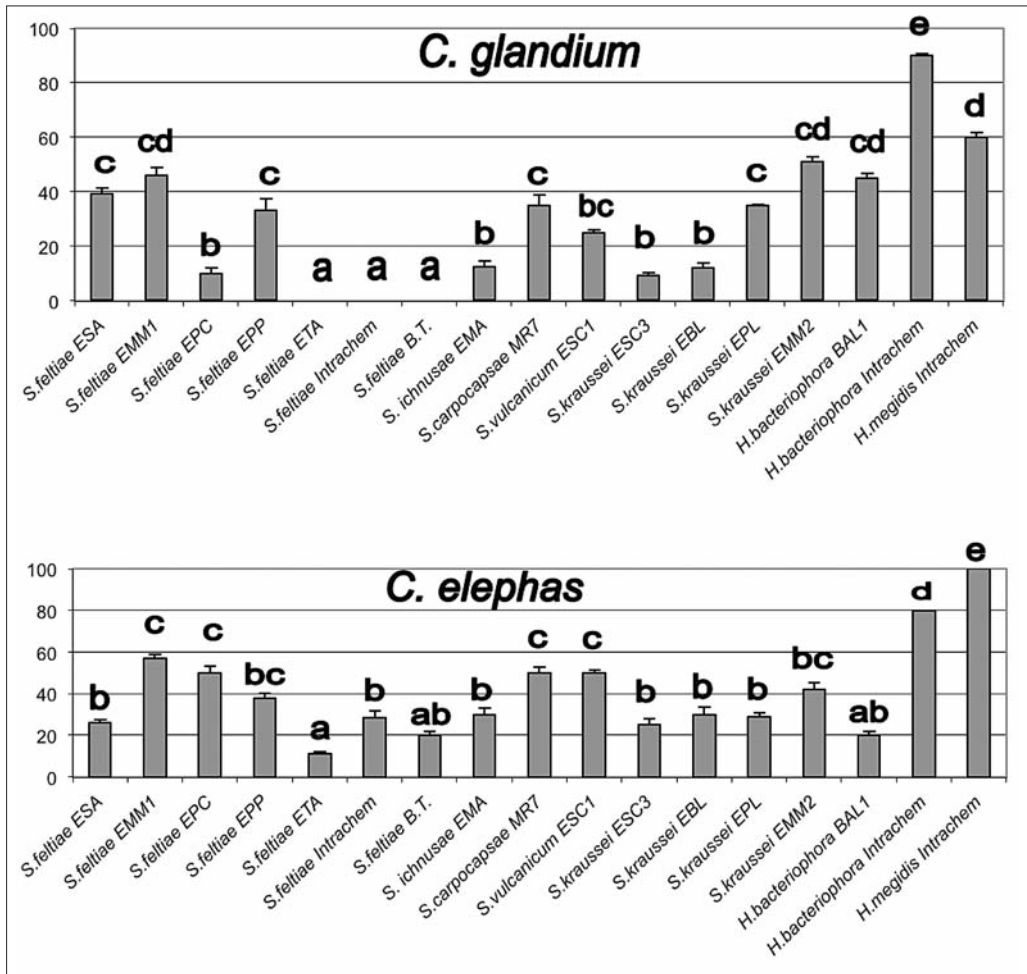 C. glandium
100
80
60
40
20
0
c
cd
b
c
a
a
a
b
c
bc
b
b
c
cd
cd
e
d
S.feltiae ESA
S.feltiae EMM1
S.feltiae EPC
S.feltiae EPP
S.feltiae ETA
S.feltiae Intrachem
S.feltiae B.T.
S. ichnusae EMA
S.carpocapsae MR7
S.vulcanicum ESC1
S.kraussei ESC3
S.kraussei EBL
S.kraussei EPL
S.kraussei EMM2
H.bacteriophora BAL1
H.bacteriophora Intrachem
H.megidis Intrachem
C. elephas
100
80
60
40
20
0
b
c
c
bc
a
b
ab
b
c
c
b
b
b
bc
ab
d
e
S.feltiae ESA
S.feltiae EMM1
S.feltiae EPC
S.feltiae EPP
S.feltiae ETA
S.feltiae Intrachem
S.feltiae B.T.
S. ichnusae EMA
S.carpocapsae MR7
S.vulcanicum ESC1
S.kraussei ESC3
S.kraussei EBL
S.kraussei EPL
S.kraussei EMM2
H.bacteriophora BAL1
H.bacteriophora Intrachem
H.megidis Intrachem